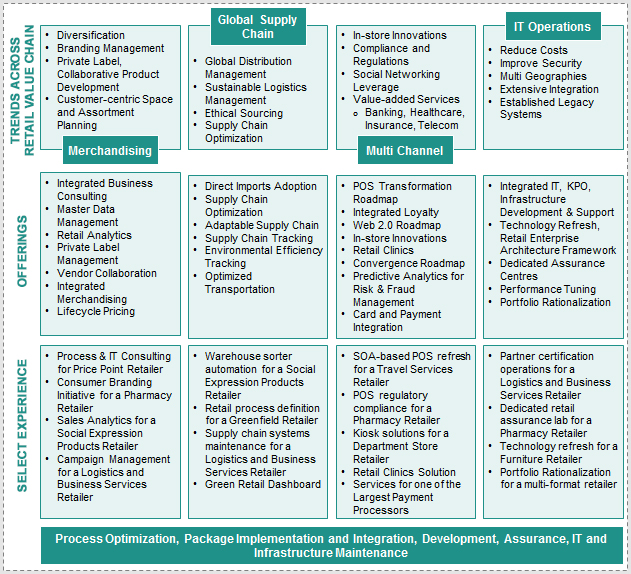 TRENDS ACROSS
RETAIL VALUE CHAIN
• Diversification
• Branding Management
• Private Label,
Collaborative Product
Development
• Customer-centric Space
and Assortment
Planning
Merchandising
Global Supply
Chain
• Global Distribution
Management
• Sustainable Logistics
Management
• Ethical Sourcing
• Supply Chain
Optimization
• In-store Innovations
• Compliance and
Regulations
• Social Networking
Leverage
• Value-added Services
o Banking, Healthcare,
Insurance, Telecom
Multi Channel
IT Operations
• Reduce Costs
• Improve Security
• Multi Geographies
• Extensive Integration
• Established Legacy
Systems
OFFERINGS
• Integrated Business
Consulting
• Master Data
Management
• Retail Analytics
• Private Label
Management
• Vendor Collaboration
• Integrated
Merchandising
• Lifecycle Pricing
• Direct Imports Adoption
• Supply Chain
Optimization
• Adaptable Supply Chain
• Supply Chain Tracking
• Environmental Efficiency
Tracking
• Optimized
Transportation
• POS Transformation
Roadmap
• Integrated Loyalty
• Web 2.0 Roadmap
• In-store Innovations
• Retail Clinics
• Convergence Roadmap
• Predictive Analytics for
Risk & Fraud
Management
• Card and Payment
Integration
• Integrated IT, KPO,
Infrastructure
Development & Support
• Technology Refresh,
Retail Enterprise
Architecture Framework
• Dedicated Assurance
Centres
• Performance Tuning
• Portfolio Rationalization
SELECT EXPERIENCE
• Process & IT Consulting
for Price Point Retailer
• Consumer Branding
Initiative for a Pharmacy
Retailer
• Sales Analytics for a
Social Expression
Products Retailer
• Campaign Management
for a Logistics and
Business Services
Retailer
• Warehouse sorter
automation for a Social
Expression Products
Retailer
• Retail process definition
for a Greenfield Retailer
• Supply chain systems
maintenance for a
Logistics and Business
Services Retailer
• Green Retail Dashboard
• SOA-based POS refresh
for a Travel Services
Retailer
• POS regulatory
compliance for a
Pharmacy Retailer
• Kiosk solutions for a
Department Store
Retailer
• Retail Clinics Solution
• Services for one of the
Largest Payment
Processors
• Partner certification
operations for a
Logistics and Business
Services Retailer
• Dedicated retail
assurance lab for a
Pharmacy Retailer
• Technology refresh for a
Furniture Retailer
• Portfolio Rationalization
for a multi-format retailer
Process Optimization, Package Implementation and Integration, Development, Assurance, IT and
Infrastructure Maintenance